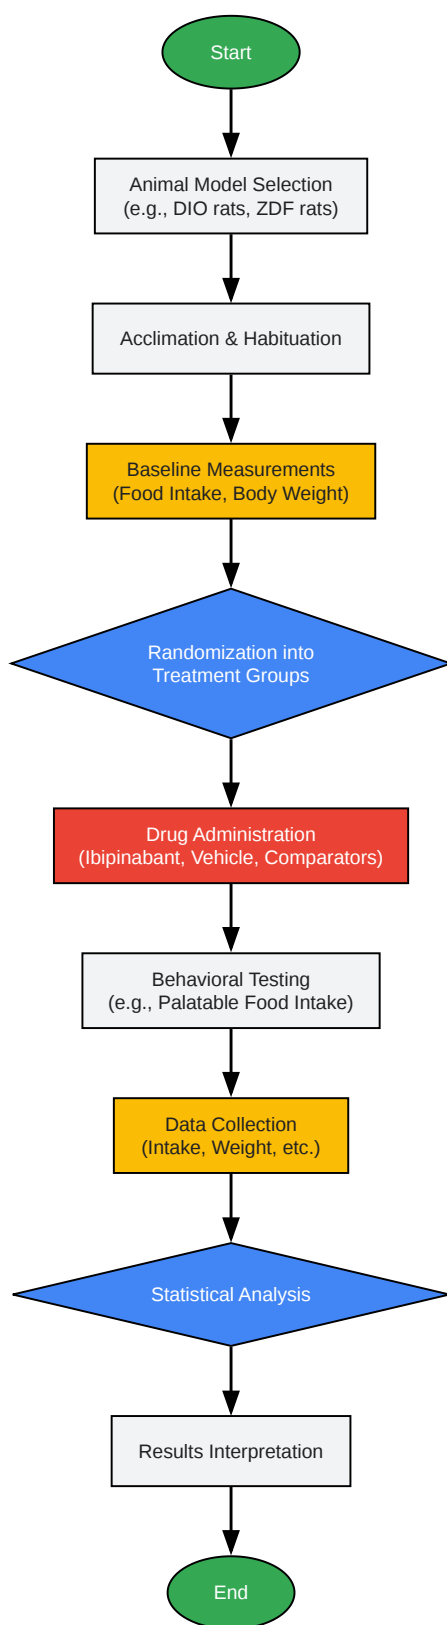 Start
Animal Model Selection
(e.g., DIO rats, ZDF rats)
Acclimation & Habituation
Baseline Measurements
(Food Intake, Body Weight)
Randomization into
Treatment Groups
Drug Administration
(Ibipinabant, Vehicle, Comparators)
Behavioral Testing
(e.g., Palatable Food Intake)
Data Collection
(Intake, Weight, etc.)
Statistical Analysis
Results Interpretation
End